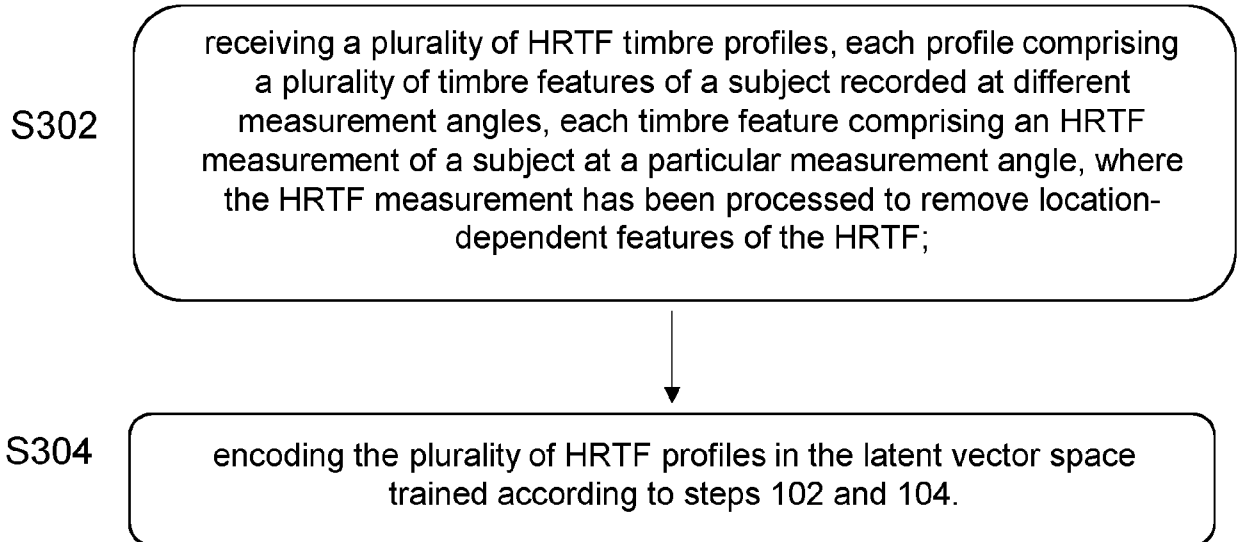 receiving a plurality of HRTF timbre profiles, each profile comprising
a plurality of timbre features of a subject recorded at different
S302
measurement angles, each timbre feature comprising an HRTF
measurement of a subject at a particular measurement angle, where
the HRTF measurement has been processed to remove location-
dependent features of the HRTF;
S304
encoding the plurality of HRTF profiles in the latent vector space
trained according to steps 102 and 104.